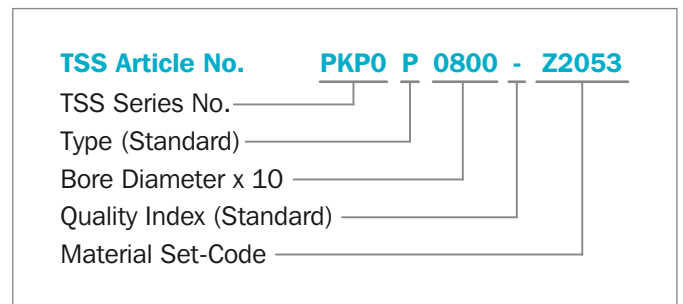 TSS Article No. PKP0 P 0800 - Z2053
TSS Series No.
Type (Standard)
Bore Diameter x 10
Quality Index (Standard)
Material Set-Code